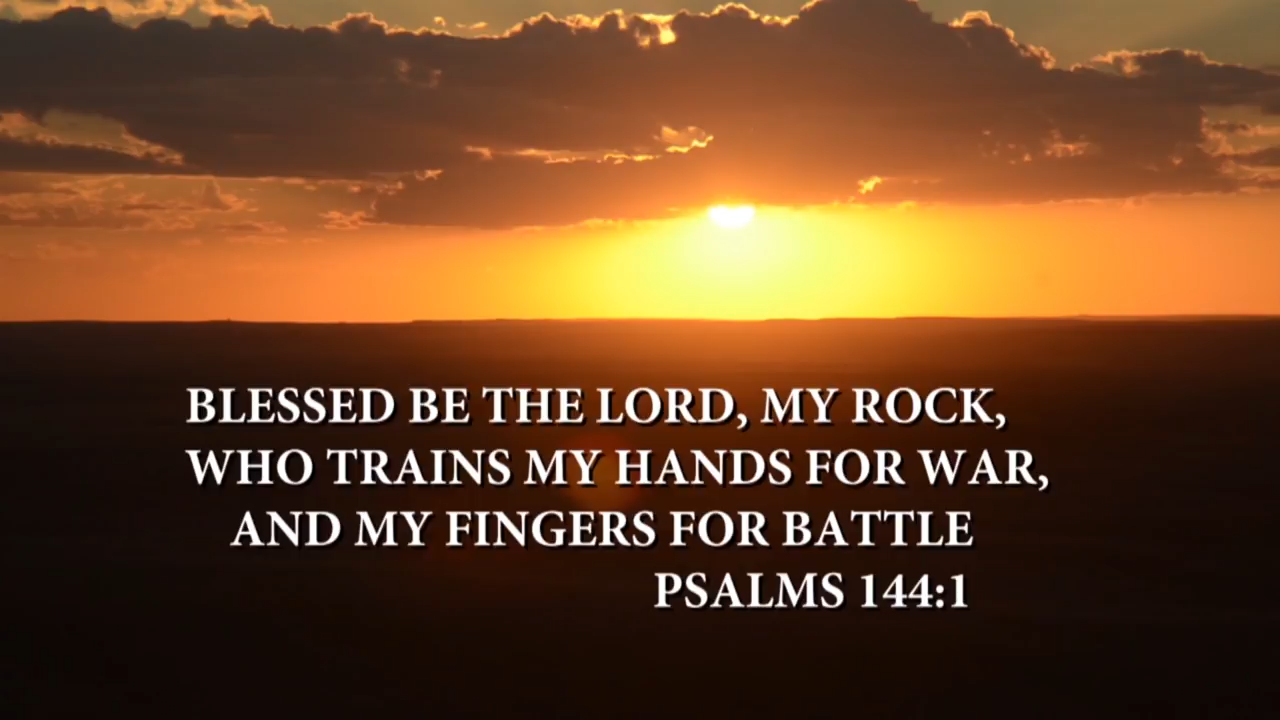 BLESSED BE THE LORD, MY ROCK,
WHO TRAINS MY HANDS FOR WAR,
AND MY FINGERS FOR BATTLE
PSALMS 144:1